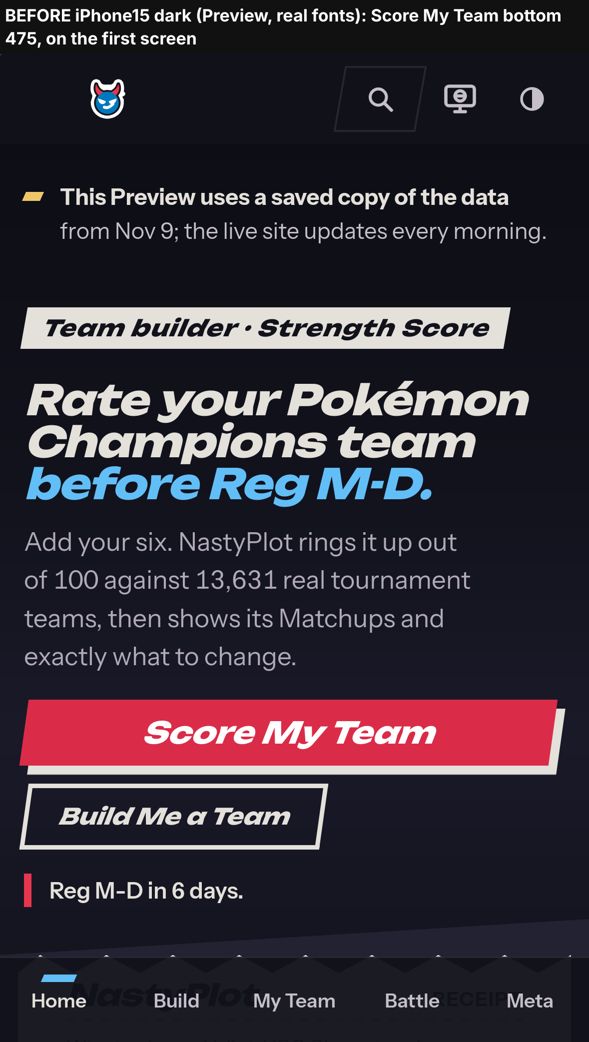 BEFORE iPhone15 dark (Preview, real fonts): Score My Team bottom
475, on the first screen
This Preview uses a saved copy of the data
from Nov 9; the live site updates every morning.
Team builder · Strength Score
Rate your Pokémon
Champions team
before Reg M-D.
Add your six. NastyPlot rings it up out
of 100 against 13,631 real tournament
teams, then shows its Matchups and
exactly what to change.
Score My Team
Build Me a Team
Reg M-D in 6 days.
NastyPlot
Home Build My Team Battle Meta